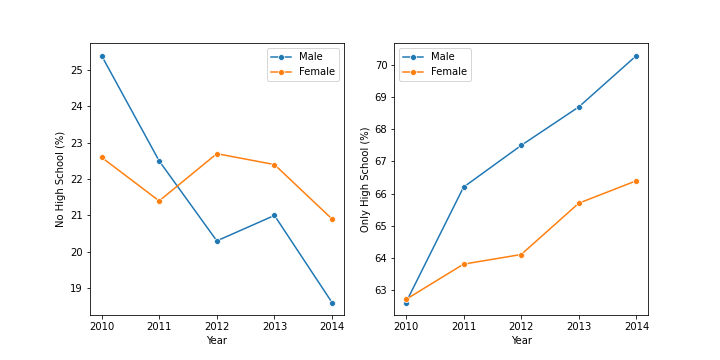 No High School (%)
25
24
23
22
21
20
19
2010 2011 2012 2013 2014
Year
Male
Female
Only High School (%)
70
69
68
67
66
65
64
63
2010 2011 2012 2013 2014
Year
Male
Female